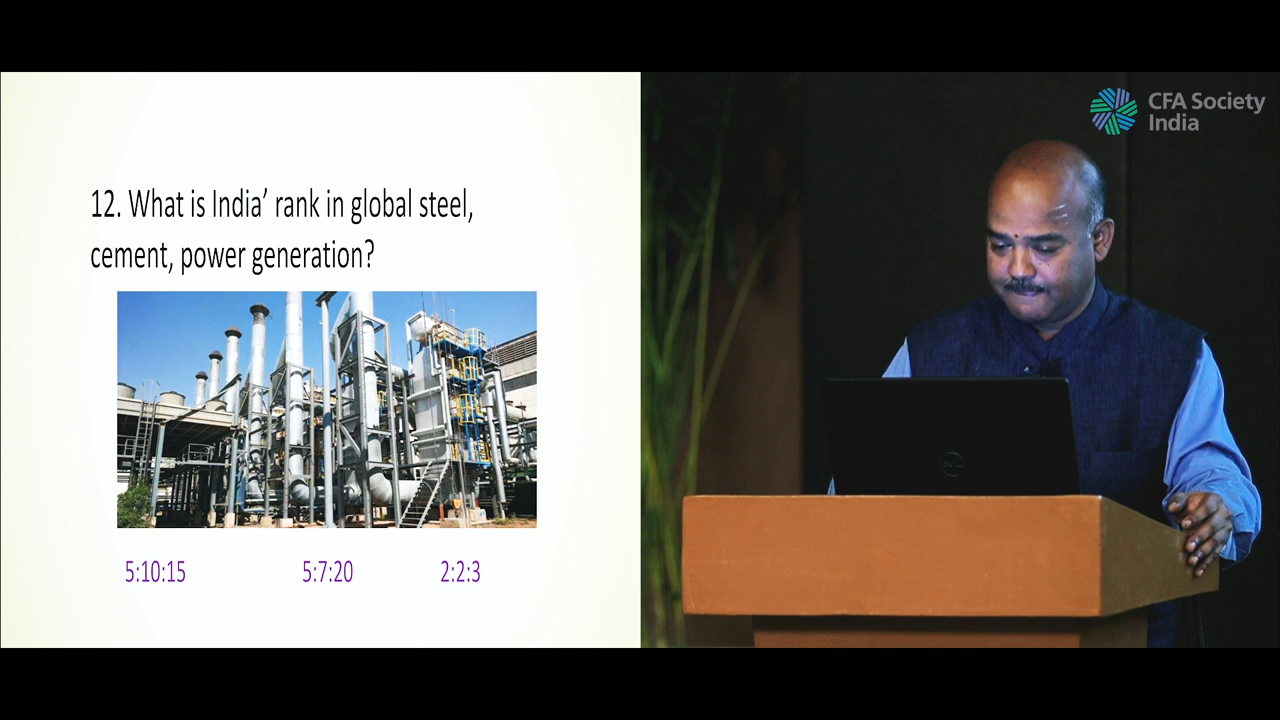 12. What is India’ rank in global steel,
cement, power generation?
5:10:15 5:7:20 2:2:3
CFA Society
India
DELL